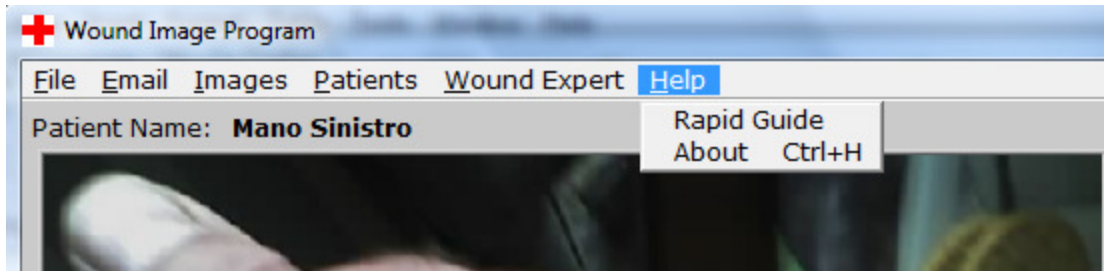 Wound Image Program
File Email Images Patients Wound Expert Help
Patient Name: Mano Sinistro
Rapid Guide
About Ctrl+H